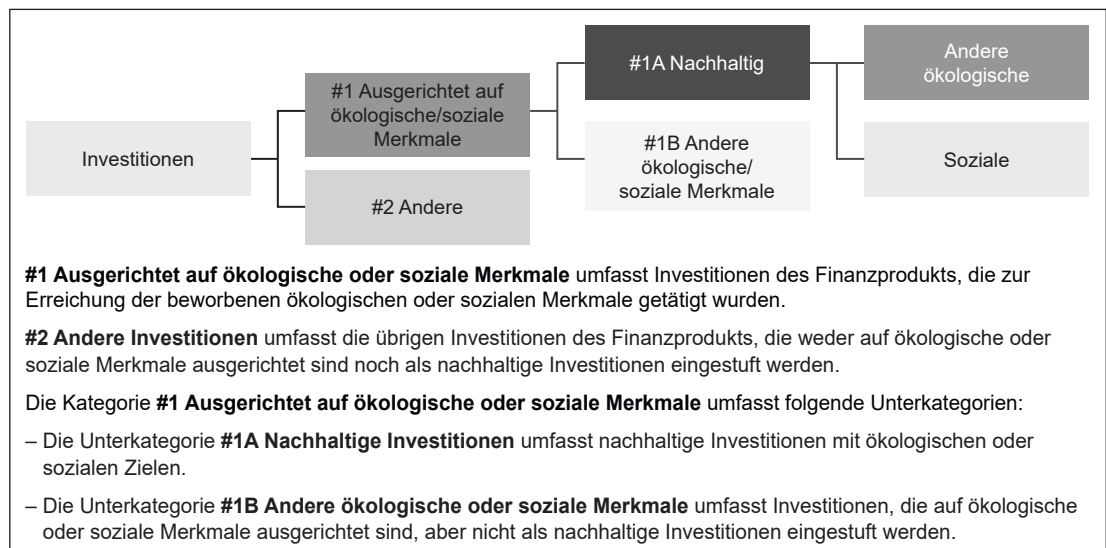 Investitionen
#1 Ausgerichtet auf
ökologische/soziale
Merkmale
#2 Andere
#1A Nachhaltig
#1B Andere
ökologische/
soziale Merkmale
Andere
ökologische
Soziale
#1 Ausgerichtet auf ökologische oder soziale Merkmale umfasst Investitionen des Finanzprodukts, die zur
Erreichung der beworbenen ökologischen oder sozialen Merkmale getätigt wurden.
#2 Andere Investitionen umfasst die übrigen Investitionen des Finanzprodukts, die weder auf ökologische oder
soziale Merkmale ausgerichtet sind noch als nachhaltige Investitionen eingestuft werden.
Die Kategorie #1 Ausgerichtet auf ökologische oder soziale Merkmale umfasst folgende Unterkategorien:
– Die Unterkategorie #1A Nachhaltige Investitionen umfasst nachhaltige Investitionen mit ökologischen oder
sozialen Zielen.
– Die Unterkategorie #1B Andere ökologische oder soziale Merkmale umfasst Investitionen, die auf ökologische
oder soziale Merkmale ausgerichtet sind, aber nicht als nachhaltige Investitionen eingestuft werden.